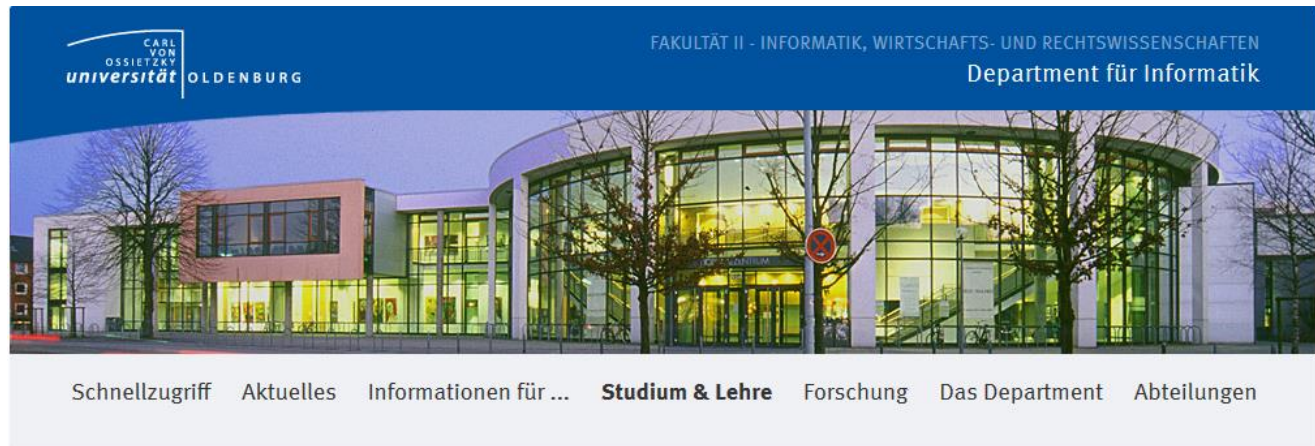 CARL
VON
OSSIETZKY
universität OLDENBURG
FAKULTÄT II - INFORMATIK, WIRTSCHAFTS- UND RECHTSWISSENSCHAFTEN
Department für Informatik
Schnellzugriff Aktuelles Informationen für ... Studium & Lehre Forschung Das Department Abteilungen